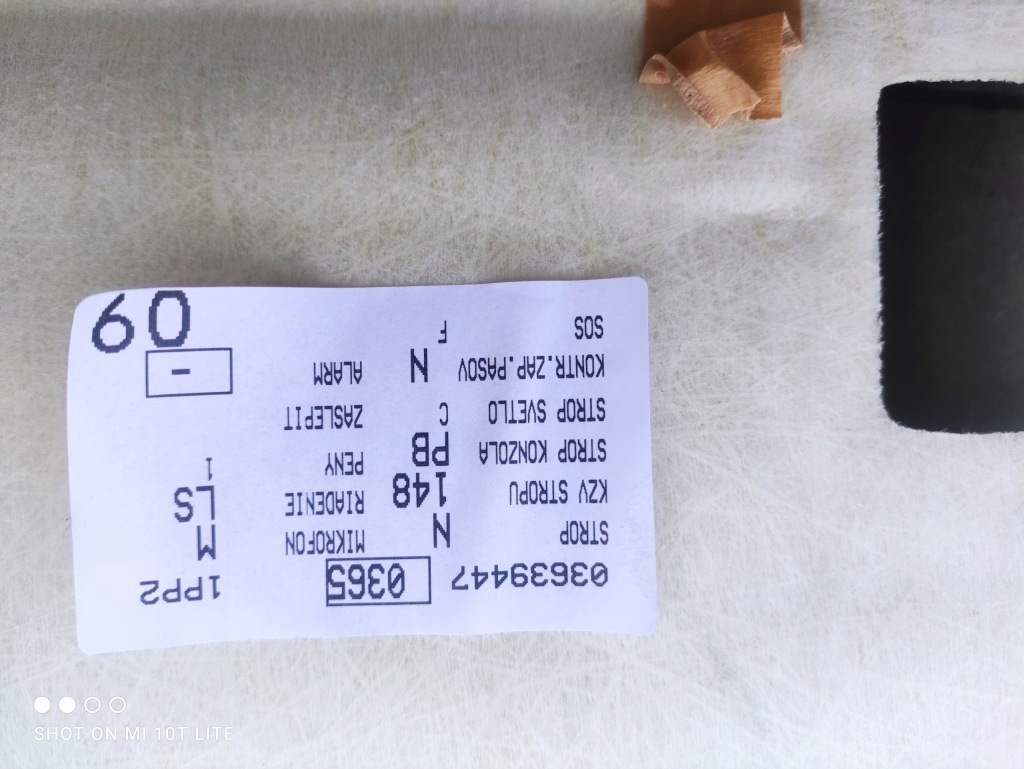 03639447 0365 1PP2
STROP N MIKROFON M
KZV STROPU 148 RIADENIE LS
STROP KONZOLA PB PENY 1
STROP SVETLO C ZASLEPIT
KONTR.ZAP.PASOV N ALARM -
SOS F 09
SHOT ON MI 10T LITE